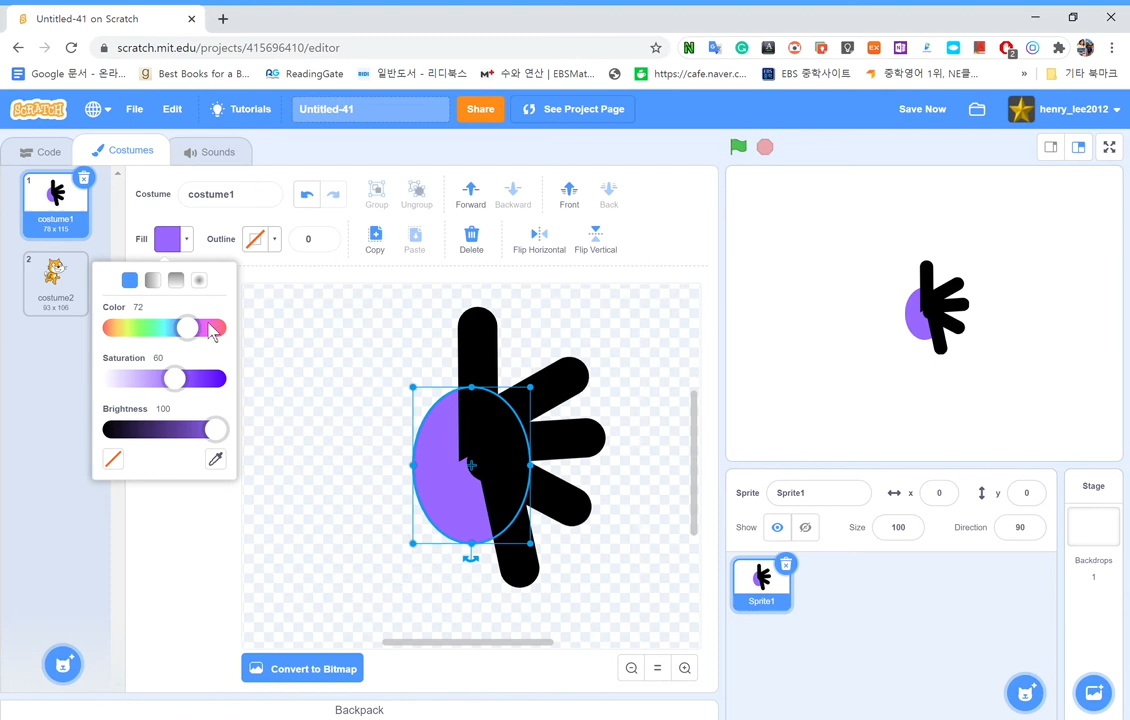 Untitled-41 on Scratch
scratch.mit.edu/projects/415696410/editor
Google 문서 - 온라... Best Books for a B... ReadingGate 일반도서 - 리디북스 수와 연산 | EBSMat... https://cafe.naver.c... EBS 중학사이트 중학영어 1위, NE클... » 기타 북마크
SCRATCH File Edit Tutorials Untitled-41 Share See Project Page Save Now henry_lee2012
Code Costumes Sounds
1
costume1
78 x 115
2
costume2
93 x 106
Costume costume1 Group Ungroup Forward Backward Front Back
Fill Outline 0 Copy Paste Delete Flip Horizontal Flip Vertical
Color 72
Saturation 60
Brightness 100
Convert to Bitmap
Backpack
Sprite Sprite1 x 0 y 0
Show Size 100 Direction 90
Sprite1
Stage
Backdrops
1